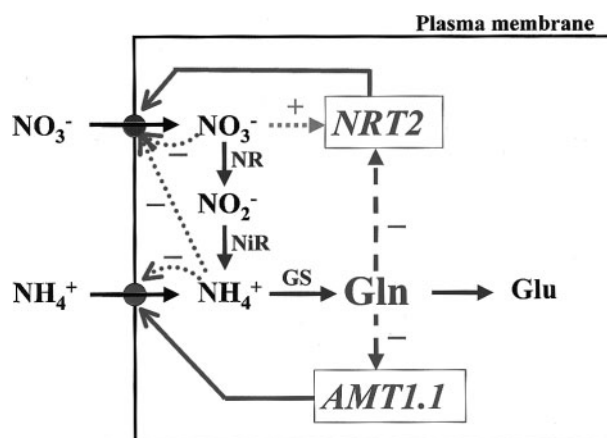 Plasma membrane
NO₃⁻ NO₃⁻ + NRT2
− NR
NO₂⁻
− NiR −
−
NH₄⁺ NH₄⁺ GS Gln Glu
−
AMT1.1